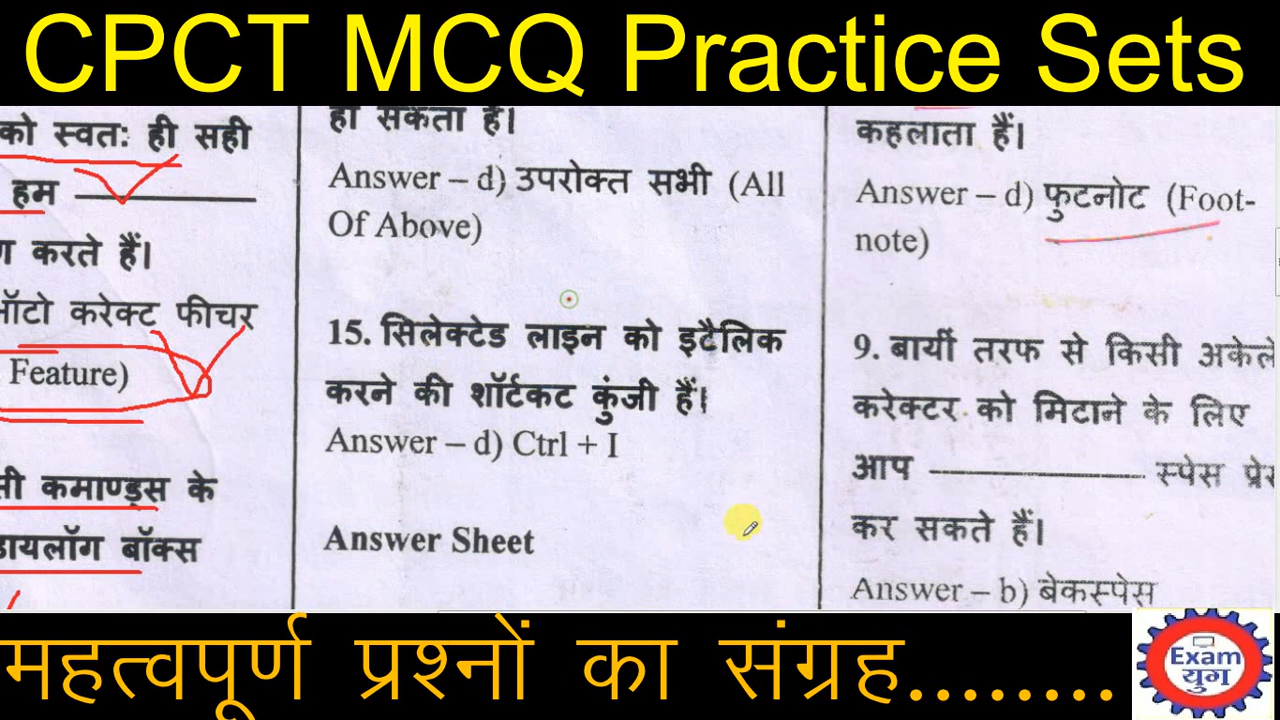 CPCT MCQ Practice Sets
को स्वतः ही सही
हम ————
करते हैं।
ऑटो करेक्ट फीचर
Feature)
कमाण्ड्स के
डायलॉग बॉक्स
हो सकता है।
Answer – d) उपरोक्त सभी (All
Of Above)
15. सिलेक्टेड लाइन को इटैलिक
करने की शॉर्टकट कुंजी हैं।
Answer – d) Ctrl + I
Answer Sheet
कहलाता हैं।
Answer – d) फुटनोट (Foot-
note)
9. बायीं तरफ से किसी अकेले
करेक्टर को मिटाने के लिए
आप ———— स्पेस प्रेस
कर सकते हैं।
Answer – b) बेकस्पेस
महत्वपूर्ण प्रश्नों का संग्रह........
Exam
युग